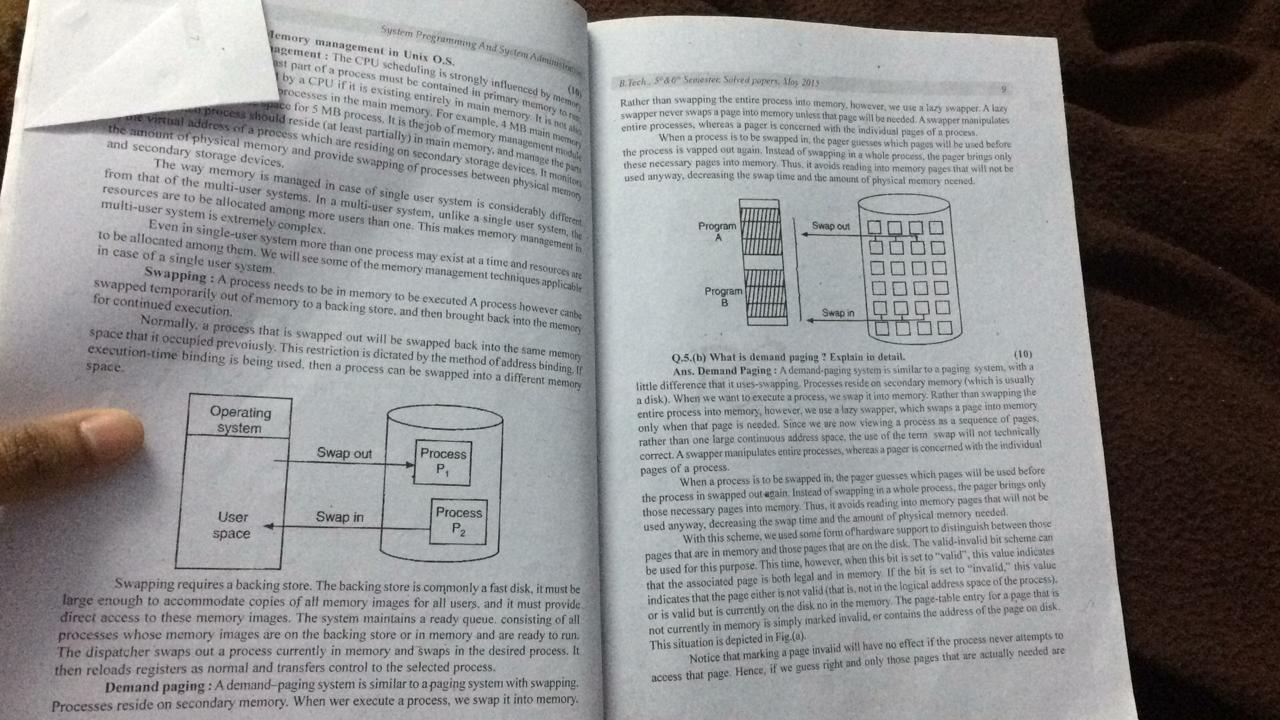 System Programming And System Administration
Memory management in Unix O.S.
(10)
agement : The CPU scheduling is strongly influenced by memory
ast part of a process must be contained in primary memory to run.
by a CPU if it is existing entirely in main memory. It is not also
processes in the main memory. For example, 4 MB main memory
space for 5 MB process. It is the job of memory management module
process should reside (at least partially) in main memory, and manage the parts
the virtual address of a process which are residing on secondary storage devices. It monitors
the amount of physical memory and provide swapping of processes between physical memory
and secondary storage devices.
The way memory is managed in case of single user system is considerably different
from that of the multi-user systems. In a multi-user system, unlike a single user system, the
resources are to be allocated among more users than one. This makes memory management in
multi-user system is extremely complex.
Even in single-user system more than one process may exist at a time and resources are
to be allocated among them. We will see some of the memory management techniques applicable
in case of a single user system.
Swapping : A process needs to be in memory to be executed A process however canbe
swapped temporarily out of memory to a backing store, and then brought back into the memory
for continued execution.
Normally, a process that is swapped out will be swapped back into the same memory
space that it occupied prevoiusly. This restriction is dictated by the method of address binding. If
execution-time binding is being used, then a process can be swapped into a different memory
space.
Operating
system
Swap out
Process
P1
User
space
Swap in
Process
P2
Swapping requires a backing store. The backing store is commonly a fast disk, it must be
large enough to accommodate copies of all memory images for all users, and it must provide
direct access to these memory images. The system maintains a ready queue. consisting of all
processes whose memory images are on the backing store or in memory and are ready to run.
The dispatcher swaps out a process currently in memory and swaps in the desired process. It
then reloads registers as normal and transfers control to the selected process.
Demand paging : A demand–paging system is similar to a paging system with swapping.
Processes reside on secondary memory. When wer execute a process, we swap it into memory.
B.Tech., 5th & 6th Semester, Solved papers, May 2015
9
Rather than swapping the entire process into memory, however, we use a lazy swapper. A lazy
swapper never swaps a page into memory unless that page will be needed. A swapper manipulates
entire processes, whereas a pager is concerned with the individual pages of a process.
When a process is to be swapped in, the pager guesses which pages will be used before
the process is vapped out again. Instead of swapping in a whole process, the pager brings only
these necessary pages into memory. Thus, it avoids reading into memory pages that will not be
used anyway, decreasing the swap time and the amount of physical memory ncened.
Program
A
Swap out
Program
B
Swap in
Q.5.(b) What is demand paging ? Explain in detail. (10)
Ans. Demand Paging : A demand-paging system is similar to a paging system, with a
little difference that it uses-swapping. Processes reside on secondary memory (which is usually
a disk). When we want to execute a process, we swap it into memory. Rather than swapping the
entire process into memory, however, we use a lazy swapper, which swaps a page into memory
only when that page is needed. Since we are now viewing a process as a sequence of pages,
rather than one large continuous address space, the use of the term swap will not technically
correct. A swapper manipulates entire processes, whereas a pager is concerned with the individual
pages of a process.
When a process is to be swapped in, the pager guesses which pages will be used before
the process in swapped out again. Instead of swapping in a whole process, the pager brings only
those necessary pages into memory. Thus, it avoids reading into memory pages that will not be
used anyway, decreasing the swap time and the amount of physical memory needed.
With this scheme, we used some form of hardware support to distinguish between those
pages that are in memory and those pages that are on the disk. The valid-invalid bit scheme can
be used for this purpose. This time, however, when this bit is set to "valid", this value indicates
that the associated page is both legal and in memory. If the bit is set to "invalid," this value
indicates that the page either is not valid (that is, not in the logical address space of the process),
or is valid but is currently on the disk no in the memory. The page-table entry for a page that is
not currently in memory is simply marked invalid, or contains the address of the page on disk.
This situation is depicted in Fig.(a).
Notice that marking a page invalid will have no effect if the process never attempts to
access that page. Hence, if we guess right and only those pages that are actually needed are